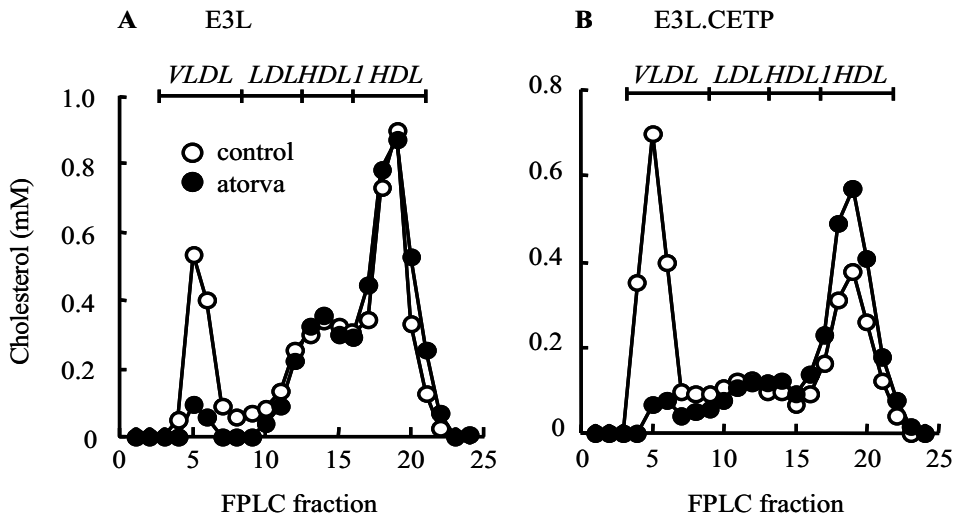 A E3L
VLDL LDL HDL1 HDL
1.0
0.8
0.6
0.4
0.2
0
Cholesterol (mM)
control
atorva
0 5 10 15 20 25
FPLC fraction
B E3L.CETP
VLDL LDL HDL1 HDL
0.8
0.6
0.4
0.2
0
0 5 10 15 20 25
FPLC fraction